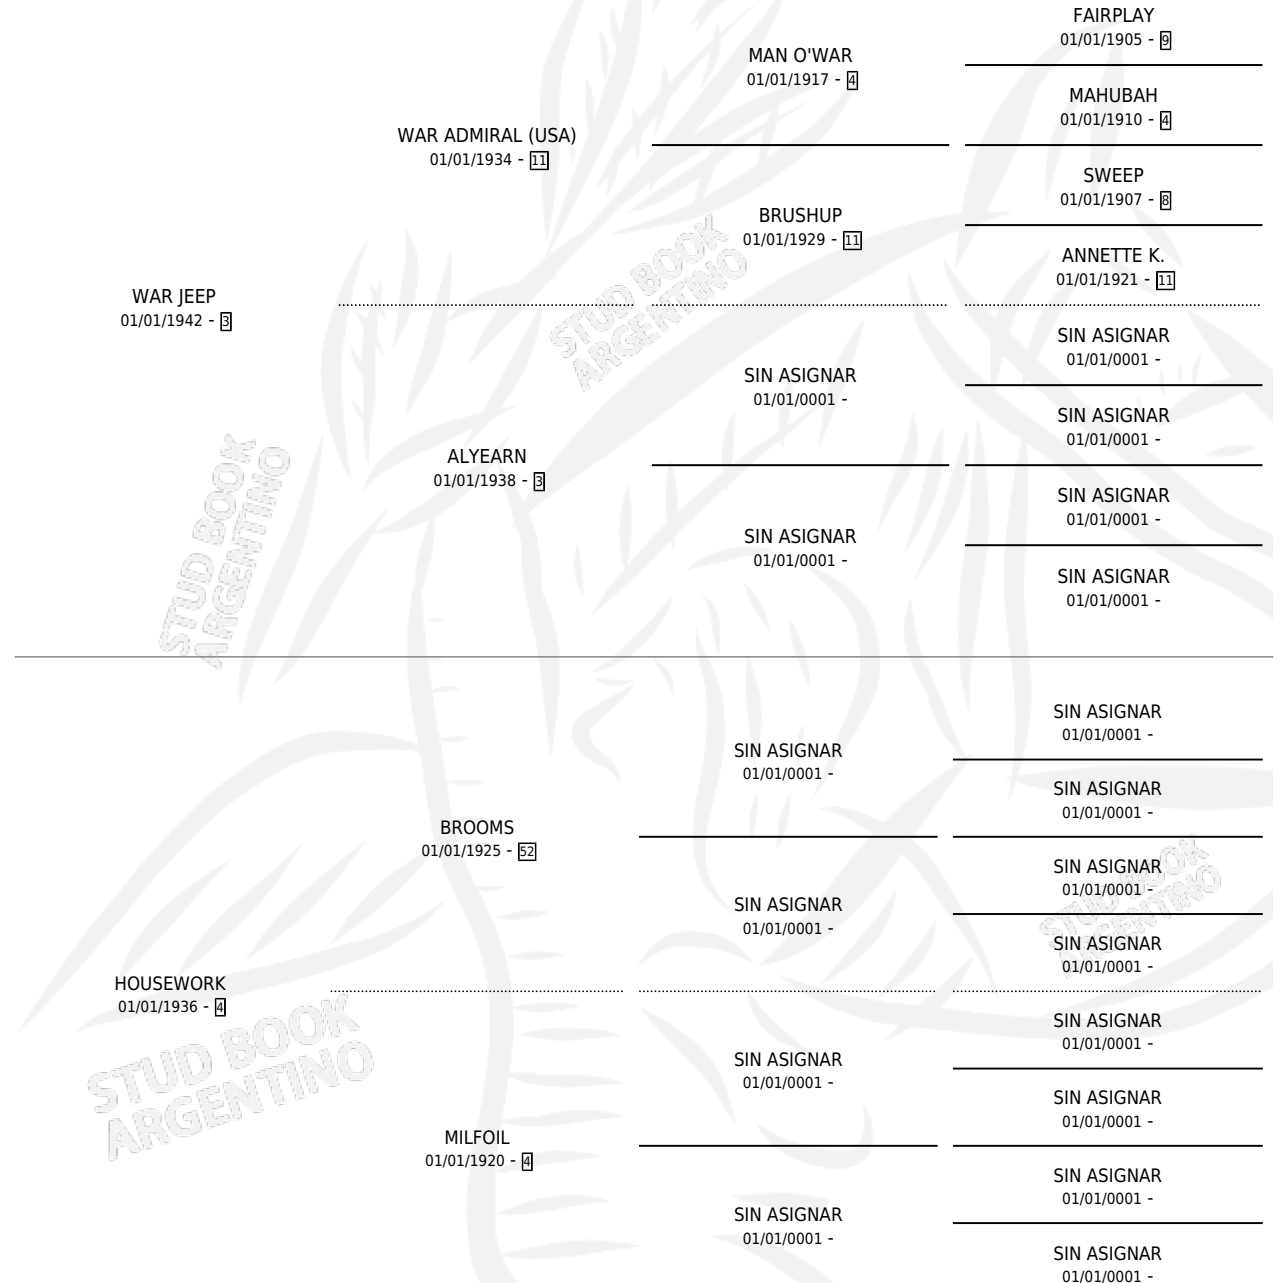 FAIRPLAY
01/01/1905 - 9
MAN O'WAR
01/01/1917 - 4
MAHUBAH
01/01/1910 - 4
WAR ADMIRAL (USA)
01/01/1934 - 11
SWEEP
01/01/1907 - 8
BRUSHUP
01/01/1929 - 11
ANNETTE K.
01/01/1921 - 11
WAR JEEP
01/01/1942 - 3
STUD BOOK
ARGENTINO
SIN ASIGNAR
01/01/0001 -
SIN ASIGNAR
01/01/0001 -
SIN ASIGNAR
01/01/0001 -
ALYEARN
01/01/1938 - 3
STUD BOOK
ARGENTINO
SIN ASIGNAR
01/01/0001 -
SIN ASIGNAR
01/01/0001 -
SIN ASIGNAR
01/01/0001 -
SIN ASIGNAR
01/01/0001 -
SIN ASIGNAR
01/01/0001 -
SIN ASIGNAR
01/01/0001 -
BROOMS
01/01/1925 - 52
SIN ASIGNAR
01/01/0001 -
SIN ASIGNAR
01/01/0001 -
STUD BOOK
ARGENTINO
SIN ASIGNAR
01/01/0001 -
HOUSEWORK
01/01/1936 - 4
STUD BOOK
ARGENTINO
SIN ASIGNAR
01/01/0001 -
SIN ASIGNAR
01/01/0001 -
SIN ASIGNAR
01/01/0001 -
MILFOIL
01/01/1920 - 4
SIN ASIGNAR
01/01/0001 -
SIN ASIGNAR
01/01/0001 -
SIN ASIGNAR
01/01/0001 -